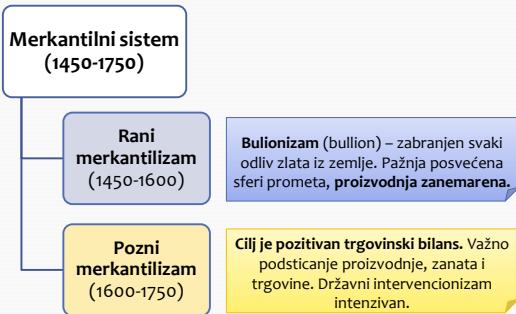 Merkantilni sistem
(1450-1750)
Rani
merkantilizam
(1450-1600)
Bulionizam (bullion) – zabranjen svaki
odliv zlata iz zemlje. Pažnja posvećena
sferi prometa, proizvodnja zanemarena.
Pozni
merkantilizam
(1600-1750)
Cilj je pozitivan trgovinski bilans. Važno
podsticanje proizvodnje, zanata i
trgovine. Državni intervencionizam
intenzivan.